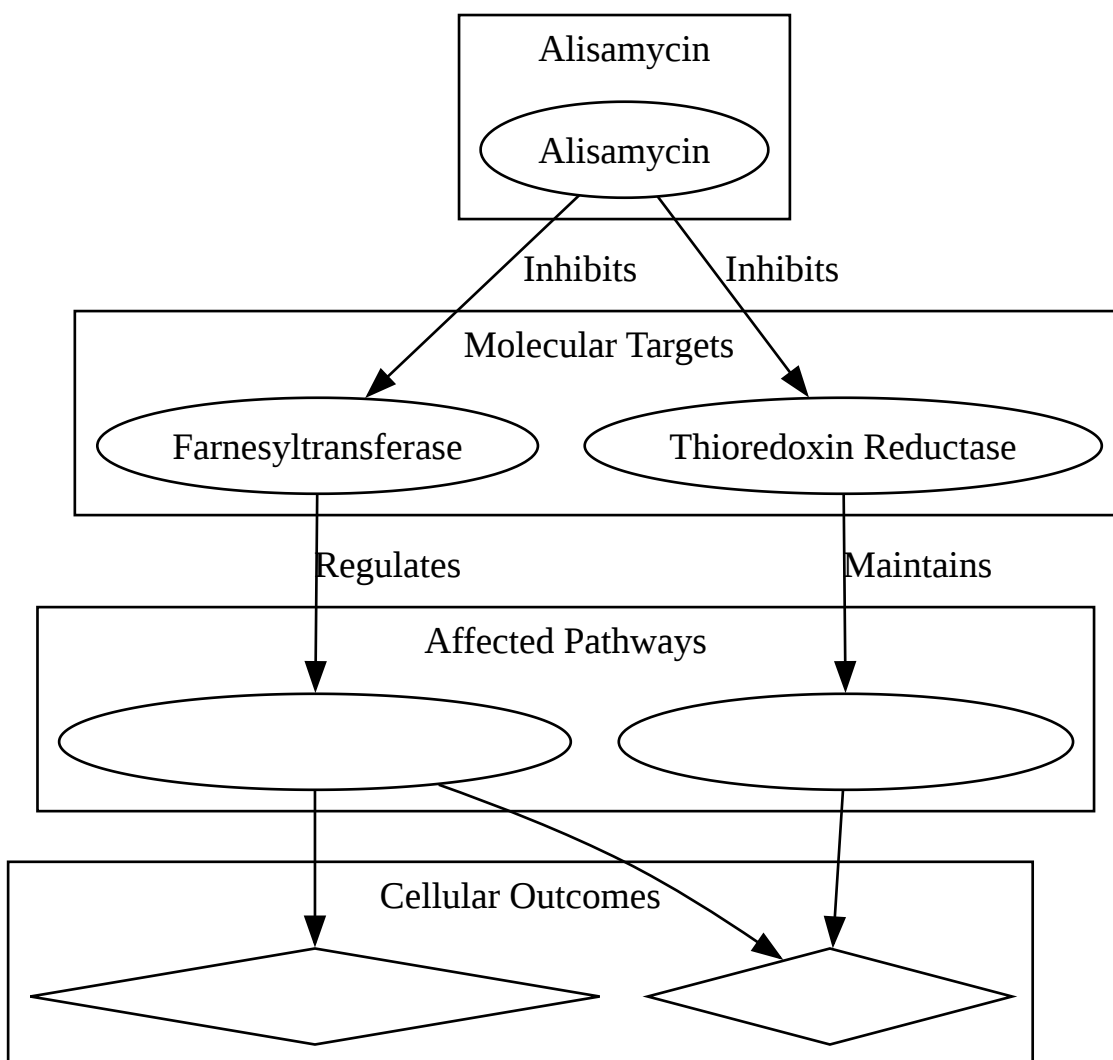 Alisamycin
Alisamycin
Inhibits
Inhibits
Molecular Targets
Farnesyltransferase
Thioredoxin Reductase
Regulates
Maintains
Affected Pathways
Cellular Outcomes